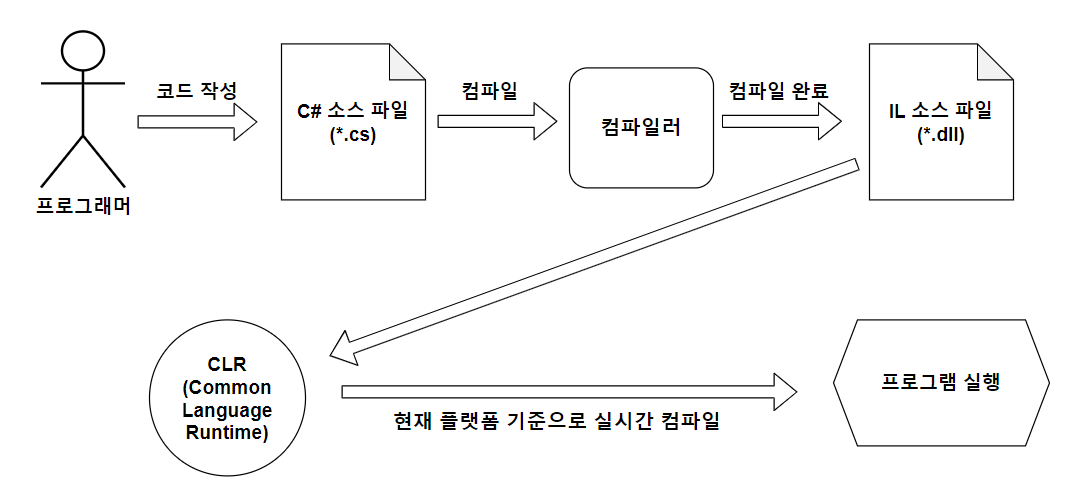 코드 작성
C# 소스 파일
(*.cs)
컴파일
컴파일러
컴파일 완료
IL 소스 파일
(*.dll)
프로그래머
CLR
(Common
Language
Runtime)
현재 플랫폼 기준으로 실시간 컴파일
프로그램 실행